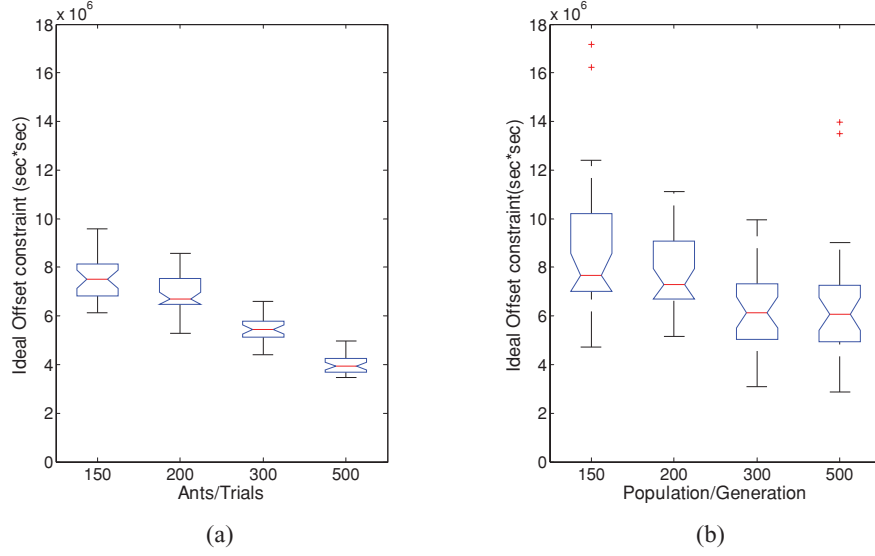 18 x 10^6
16
14
12
10
8
6
4
2
0
Ideal Offset constraint (sec*sec)
150 200 300 500
Ants/Trials
(a)
18 x 10^6
16
14
12
10
8
6
4
2
0
Ideal Offset constraint(sec*sec)
150 200 300 500
Population/Generation
(b)